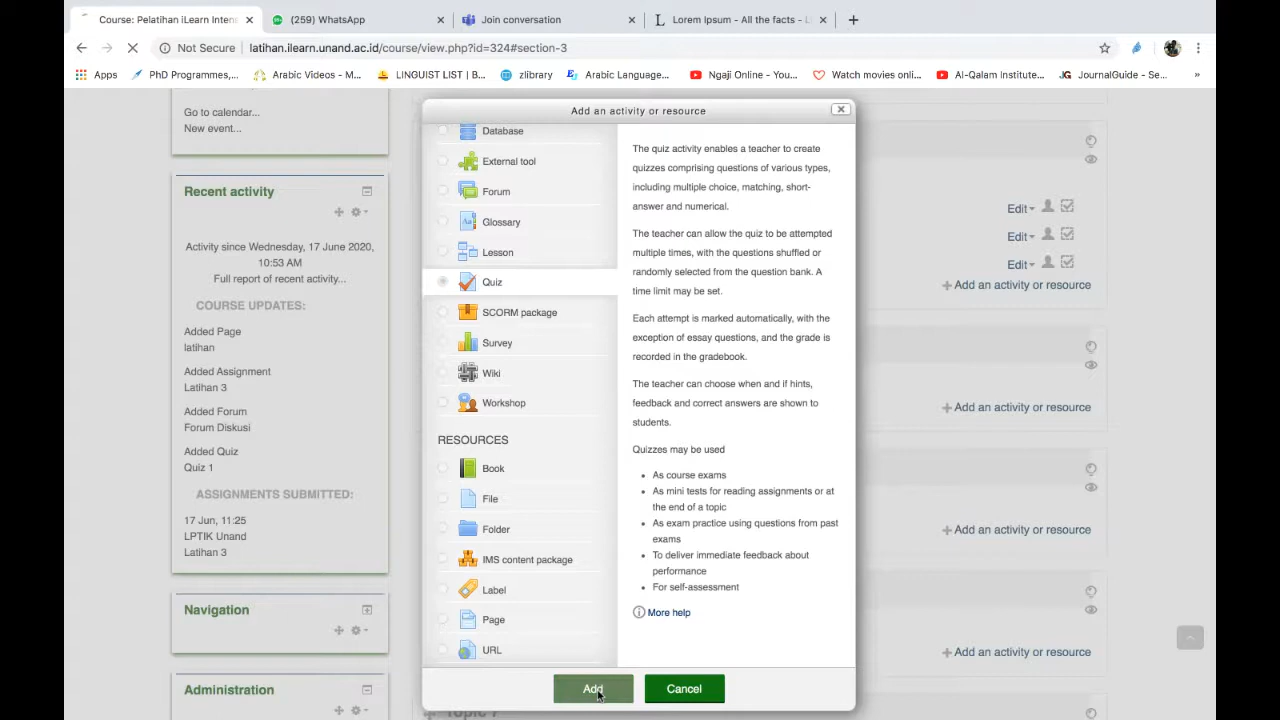 Course: Pelatihan iLearn Inten
(259) WhatsApp
Join conversation
Lorem Ipsum - All the facts - L
Not Secure
latihan.ilearn.unand.ac.id/course/view.php?id=324#section-3
Apps
PhD Programmes,...
Arabic Videos - M...
LINGUIST LIST | B...
zlibrary
Arabic Language,...
Ngaji Online - You...
Watch movies onli...
Al-Qalam Institute...
JournalGuide - Se...
»
Go to calendar...
New event...
Recent activity
Activity since Wednesday, 17 June 2020,
10:53 AM
Full report of recent activity...
COURSE UPDATES:
Added Page
latihan
Added Assignment
Latihan 3
Added Forum
Forum Diskusi
Added Quiz
Quiz 1
ASSIGNMENTS SUBMITTED:
17 Jun, 11:25
LPTIK Unand
Latihan 3
Navigation
Administration
Add an activity or resource
Database
External tool
Forum
Glossary
Lesson
Quiz
SCORM package
Survey
Wiki
Workshop
RESOURCES
Book
File
Folder
IMS content package
Label
Page
URL
The quiz activity enables a teacher to create
quizzes comprising questions of various types,
including multiple choice, matching, short-
answer and numerical.
The teacher can allow the quiz to be attempted
multiple times, with the questions shuffled or
randomly selected from the question bank. A
time limit may be set.
Each attempt is marked automatically, with the
exception of essay questions, and the grade is
recorded in the gradebook.
The teacher can choose when and if hints,
feedback and correct answers are shown to
students.
Quizzes may be used
• As course exams
• As mini tests for reading assignments or at
the end of a topic
• As exam practice using questions from past
exams
• To deliver immediate feedback about
performance
• For self-assessment
More help
Add
Cancel
Edit
Edit
Edit
Add an activity or resource
Add an activity or resource
Add an activity or resource
Add an activity or resource
Topic 7